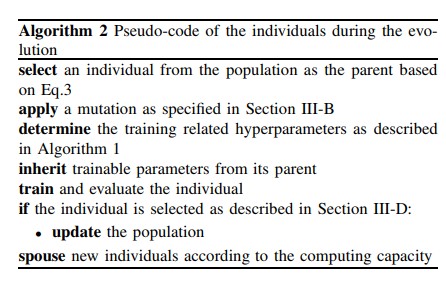 Algorithm 2 Pseudo-code of the individuals during the evo-
lution
select an individual from the population as the parent based
on Eq.3
apply a mutation as specified in Section III-B
determine the training related hyperparameters as described
in Algorithm 1
inherit trainable parameters from its parent
train and evaluate the individual
if the individual is selected as described in Section III-D:
• update the population
spouse new individuals according to the computing capacity